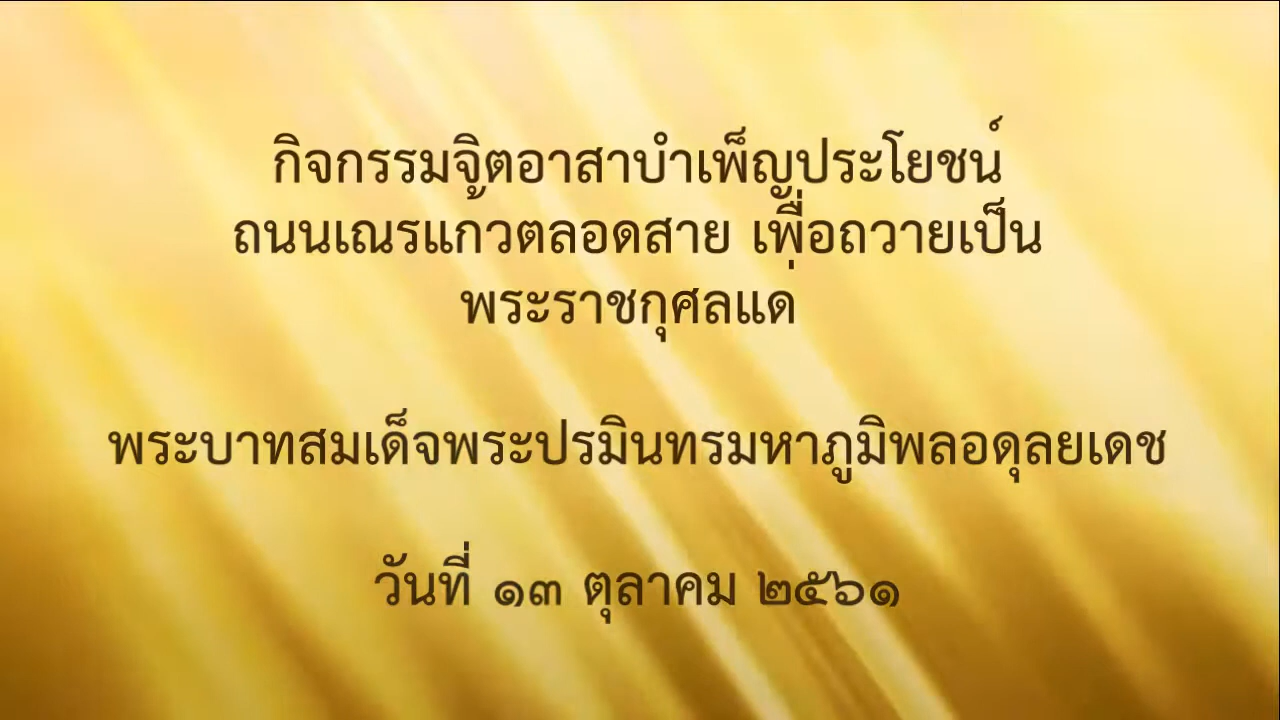 กิจกรรมจิตอาสาบำเพ็ญประโยชน์
ถนนเณรแก้วตลอดสาย เพื่อถวายเป็น
พระราชกุศลแด่
พระบาทสมเด็จพระปรมินทรมหาภูมิพลอดุลยเดช
วันที่ ๑๓ ตุลาคม ๒๕๖๑